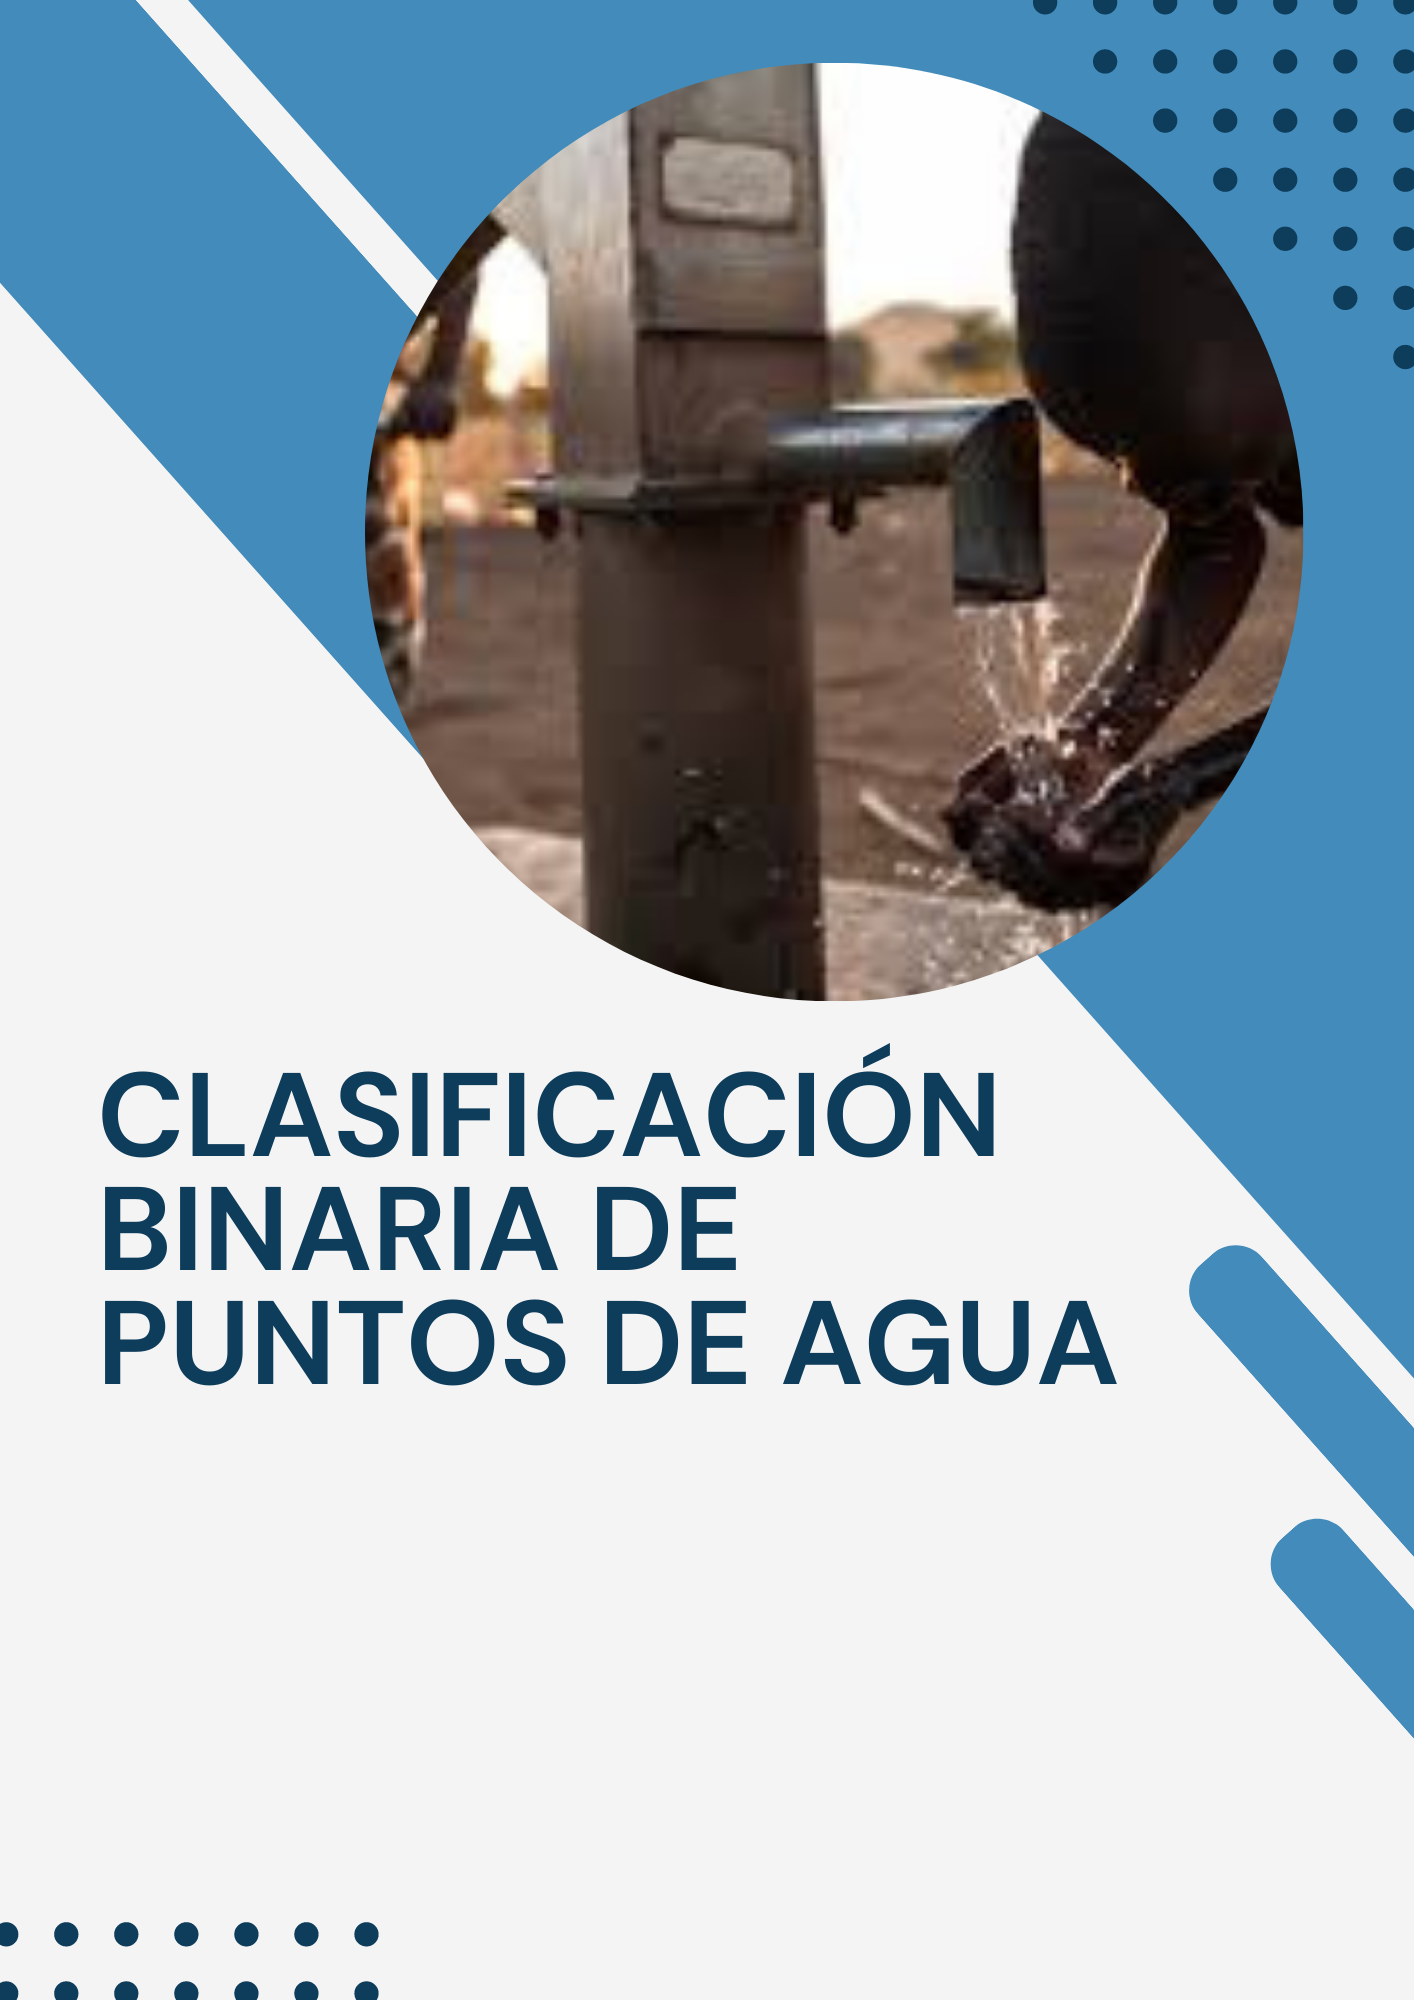 CLASIFICACIÓN
BINARIA DE
PUNTOS DE AGUA